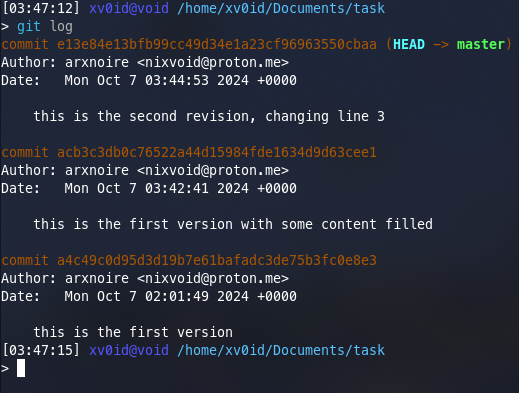 [03:47:12] xv0id@void /home/xv0id/Documents/task
> git log
commit e13e84e13bfb99cc49d34e1a23cf96963550cbaa (HEAD -> master)
Author: arxnoire <nixvoid@proton.me>
Date:   Mon Oct 7 03:44:53 2024 +0000
    this is the second revision, changing line 3
commit acb3c3db0c76522a44d15984fde1634d9d63cee1
Author: arxnoire <nixvoid@proton.me>
Date:   Mon Oct 7 03:42:41 2024 +0000
    this is the first version with some content filled
commit a4c49c0d95d3d19b7e61bafadc3de75b3fc0e8e3
Author: arxnoire <nixvoid@proton.me>
Date:   Mon Oct 7 02:01:49 2024 +0000
    this is the first version
[03:47:15] xv0id@void /home/xv0id/Documents/task
>